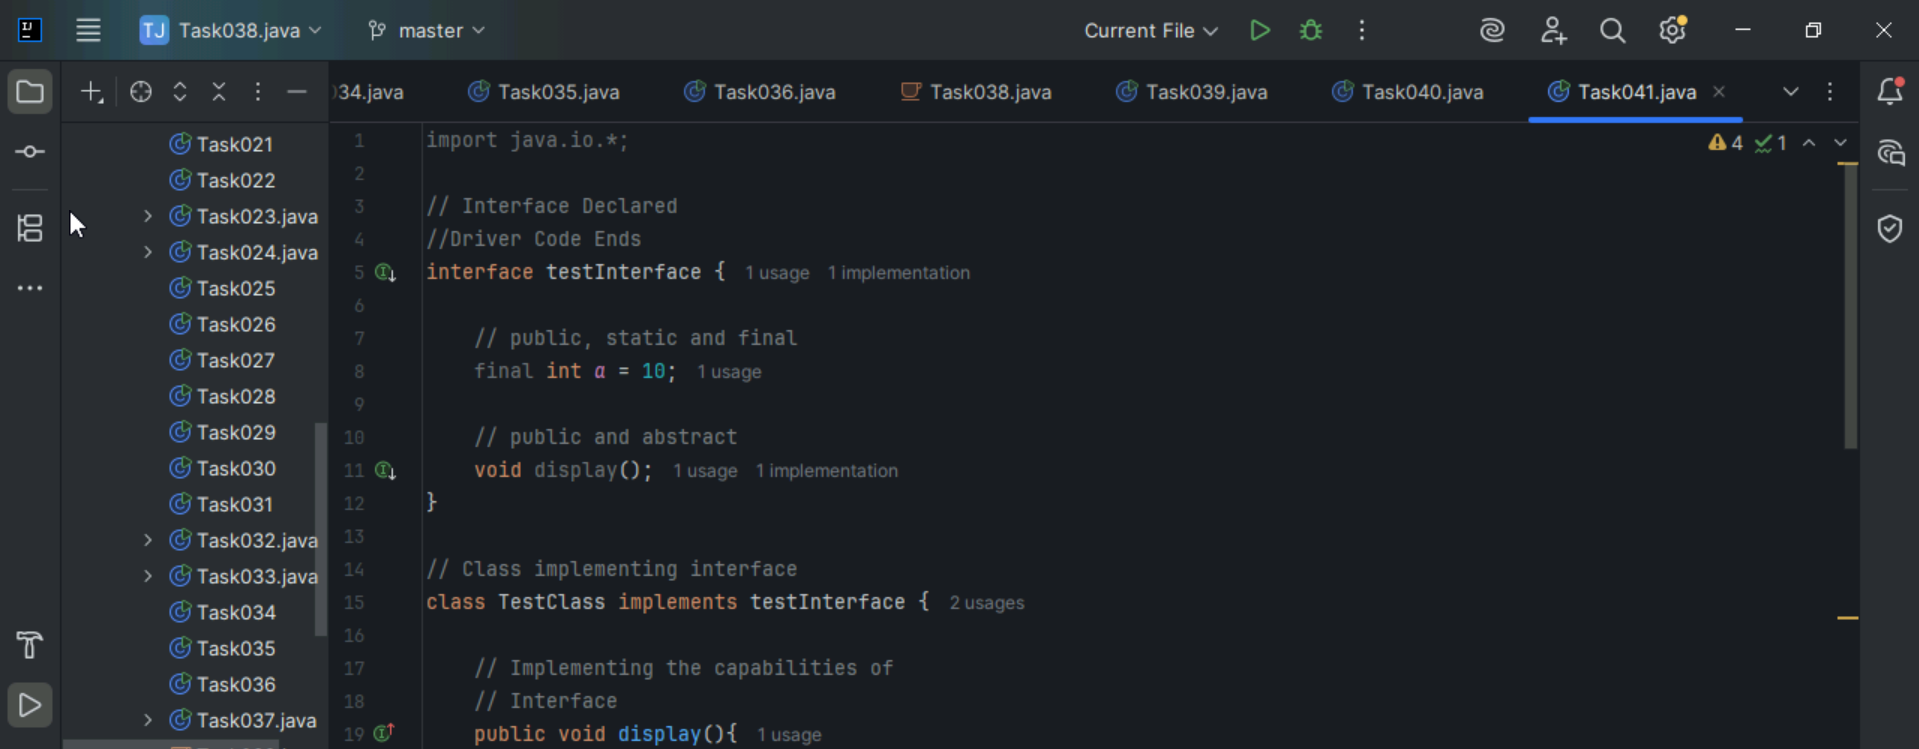 TJ Task038.java master Current File
34.java Task035.java Task036.java Task038.java Task039.java Task040.java Task041.java
Task021
Task022
Task023.java
Task024.java
Task025
Task026
Task027
Task028
Task029
Task030
Task031
Task032.java
Task033.java
Task034
Task035
Task036
Task037.java
4 1
1 import java.io.*;
2
3 // Interface Declared
4 //Driver Code Ends
5 interface testInterface { 1 usage 1 implementation
6
7 // public, static and final
8 final int a = 10; 1 usage
9
10 // public and abstract
11 void display(); 1 usage 1 implementation
12 }
13
14 // Class implementing interface
15 class TestClass implements testInterface { 2 usages
16
17 // Implementing the capabilities of
18 // Interface
19 public void display(){ 1 usage